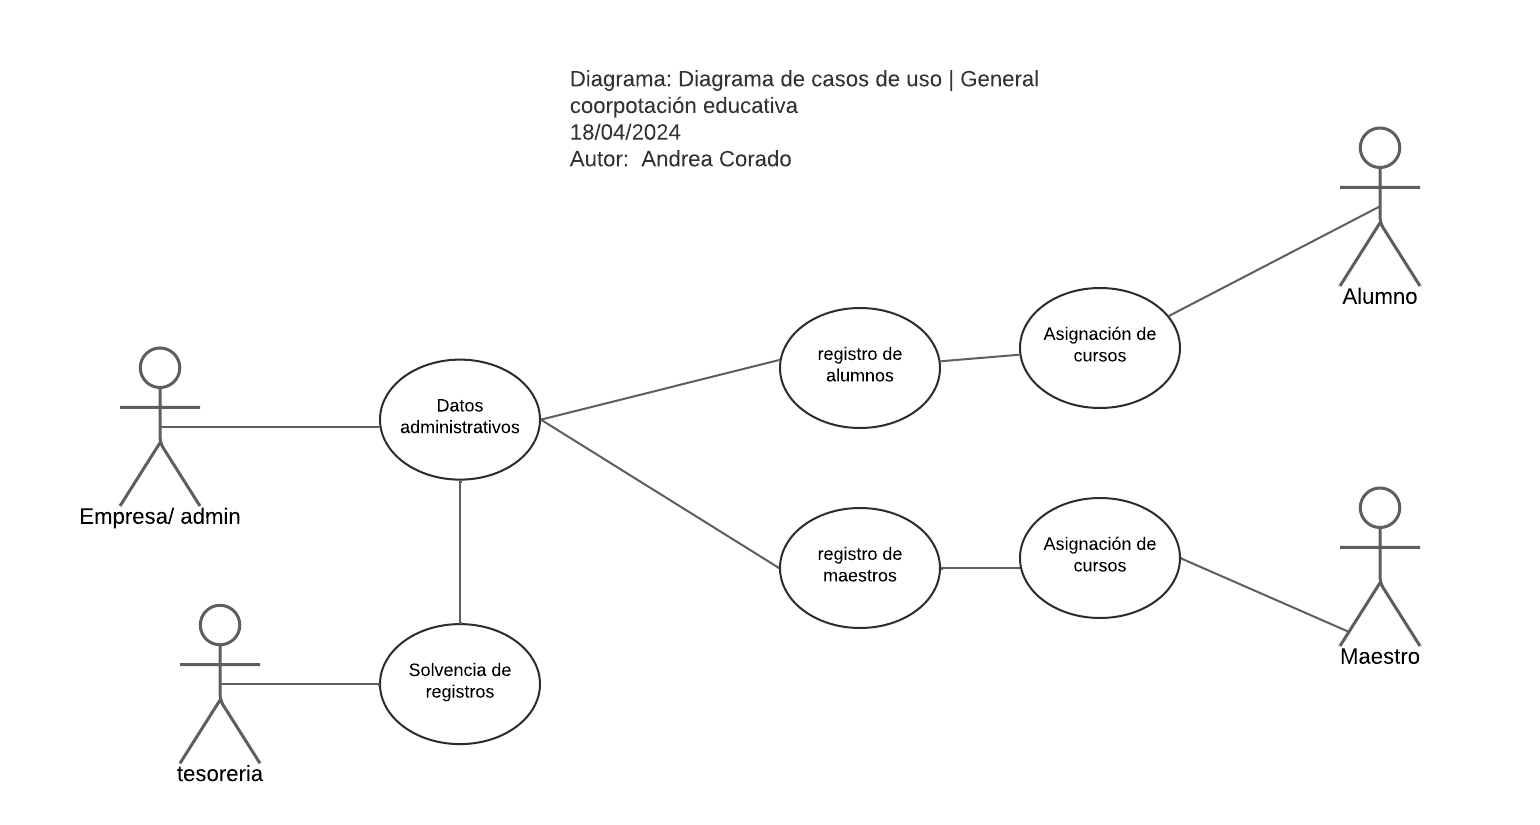 Diagrama: Diagrama de casos de uso | General
coorpotación educativa
18/04/2024
Autor:  Andrea Corado
Alumno
Asignación de
cursos
registro de
alumnos
Datos
administrativos
Empresa/ admin
registro de
maestros
Asignación de
cursos
Maestro
Solvencia de
registros
tesoreria